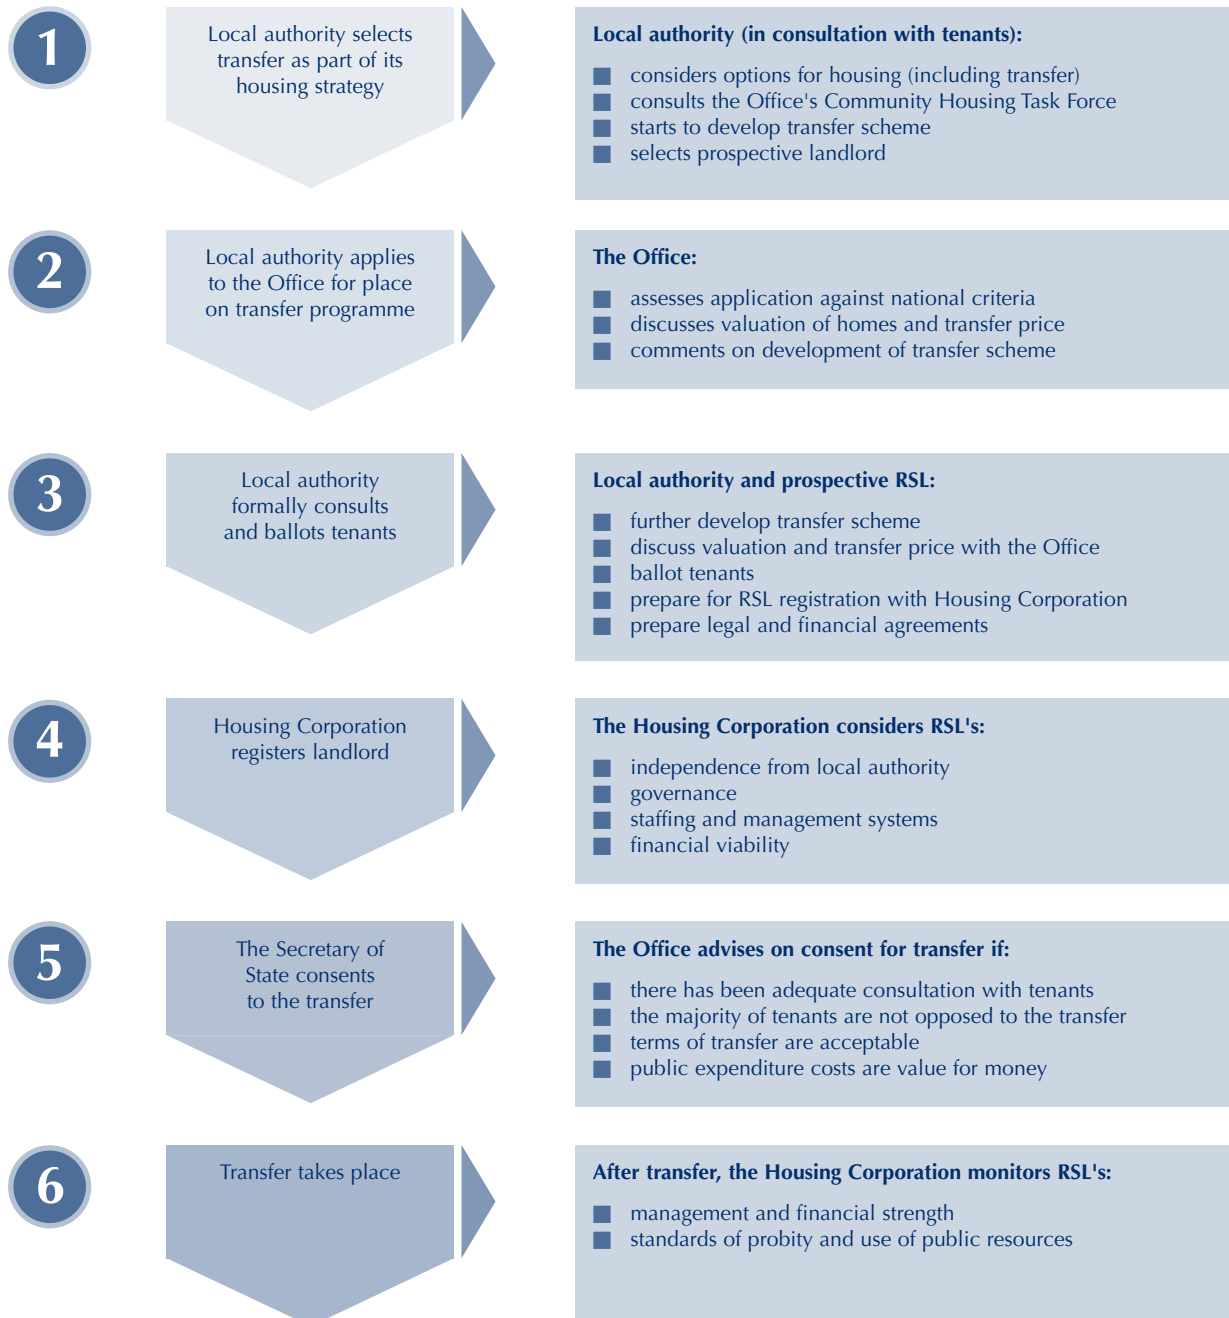 1
Local authority selects
transfer as part of its
housing strategy
Local authority (in consultation with tenants):
considers options for housing (including transfer)
consults the Office's Community Housing Task Force
starts to develop transfer scheme
selects prospective landlord
2
Local authority applies
to the Office for place
on transfer programme
The Office:
assesses application against national criteria
discusses valuation of homes and transfer price
comments on development of transfer scheme
3
Local authority
formally consults
and ballots tenants
Local authority and prospective RSL:
further develop transfer scheme
discuss valuation and transfer price with the Office
ballot tenants
prepare for RSL registration with Housing Corporation
prepare legal and financial agreements
4
Housing Corporation
registers landlord
The Housing Corporation considers RSL's:
independence from local authority
governance
staffing and management systems
financial viability
5
The Secretary of
State consents
to the transfer
The Office advises on consent for transfer if:
there has been adequate consultation with tenants
the majority of tenants are not opposed to the transfer
terms of transfer are acceptable
public expenditure costs are value for money
6
Transfer takes place
After transfer, the Housing Corporation monitors RSL's:
management and financial strength
standards of probity and use of public resources